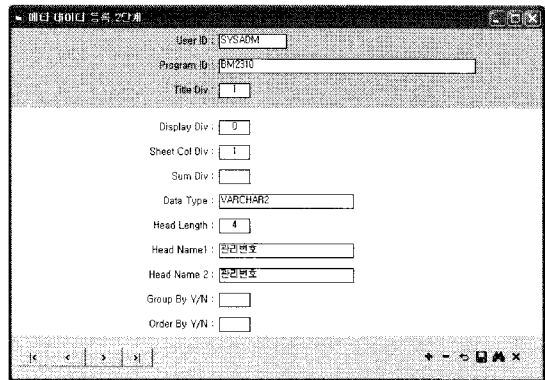 메타 데이터 등록.2단계
User ID : SYSADM
Program ID : BM2310
Title Div : 1
Display Div : 0
Sheet Col Div : 1
Sum Div :
Data Type : VARCHAR2
Head Length : 4
Head Name1 : 관리번호
Head Name 2 : 관리번호
Group By V/N :
Order By V/N :